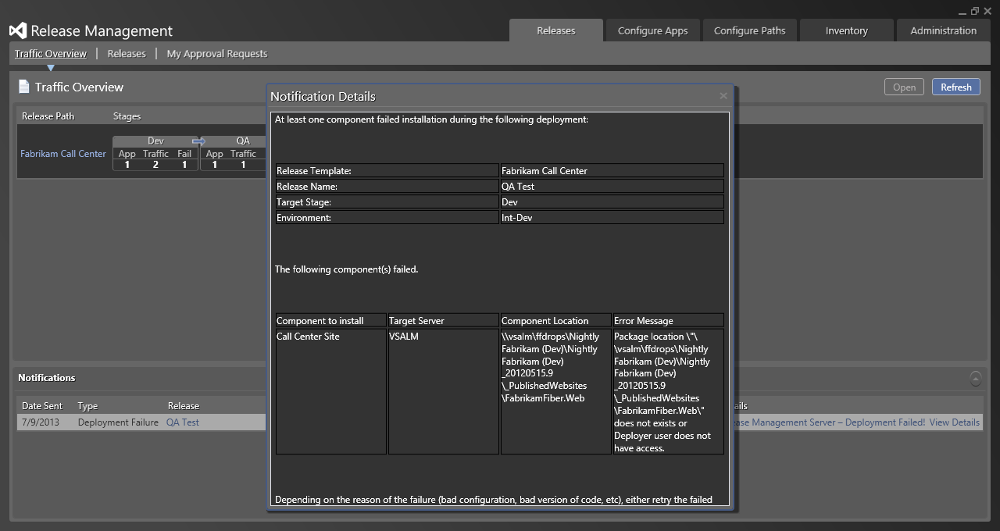 Release Management
Releases
Configure Apps
Configure Paths
Inventory
Administration
Traffic Overview | Releases | My Approval Requests
Traffic Overview
Open
Refresh
Release Path Stages
Dev QA
App Traffic Fail App Traffic
Fabrikam Call Center
1 2 1 1 1
Notification Details
At least one component failed installation during the following deployment:
Release Template: Fabrikam Call Center
Release Name: QA Test
Target Stage: Dev
Environment: Int-Dev
The following component(s) failed.
Component to install Target Server Component Location Error Message
Call Center Site
VSALM
\\vsalm\ffdrops\Nightly
Fabrikam (Dev)\Nightly
Fabrikam (Dev)
_20120515.9
\_PublishedWebsites
\FabrikamFiber.Web
Package location \"\
\vsalm\ffdrops\Nightly
Fabrikam (Dev)\Nightly
Fabrikam (Dev)
_20120515.9
\_PublishedWebsites
\FabrikamFiber.Web\"
does not exists or
Deployer user does not
have access.
Depending on the reason of the failure (bad configuration, bad version of code, etc), either retry the failed
Notifications
Date Sent Type Release ails
7/9/2013 Deployment Failure QA Test ease Management Server – Deployment Failed! View Details